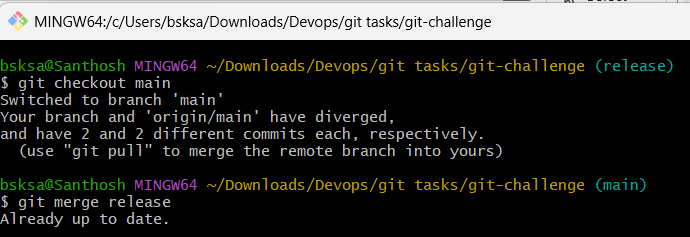 MINGW64:/c/Users/bsksa/Downloads/Devops/git tasks/git-challenge
bsksa@Santhosh MINGW64 ~/Downloads/Devops/git tasks/git-challenge (release)
$ git checkout main
Switched to branch 'main'
Your branch and 'origin/main' have diverged,
and have 2 and 2 different commits each, respectively.
  (use "git pull" to merge the remote branch into yours)
bsksa@Santhosh MINGW64 ~/Downloads/Devops/git tasks/git-challenge (main)
$ git merge release
Already up to date.